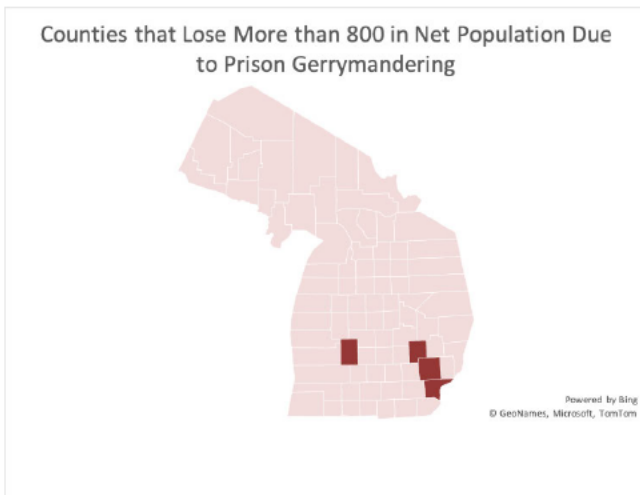 Counties that Lose More than 800 in Net Population Due
to Prison Gerrymandering
Powered by Bing
© GeoNames, Microsoft, TomTom